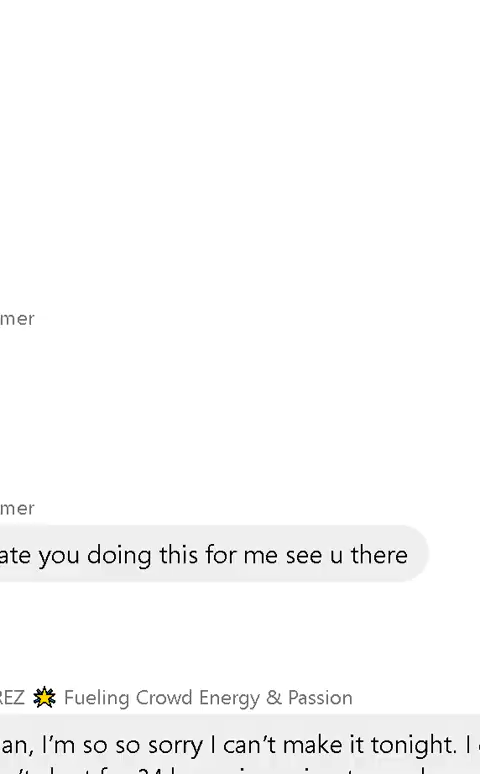 mer
mer
ate you doing this for me see u there
REZ 🌟 Fueling Crowd Energy & Passion
an, I'm so so sorry I can't make it tonight. I